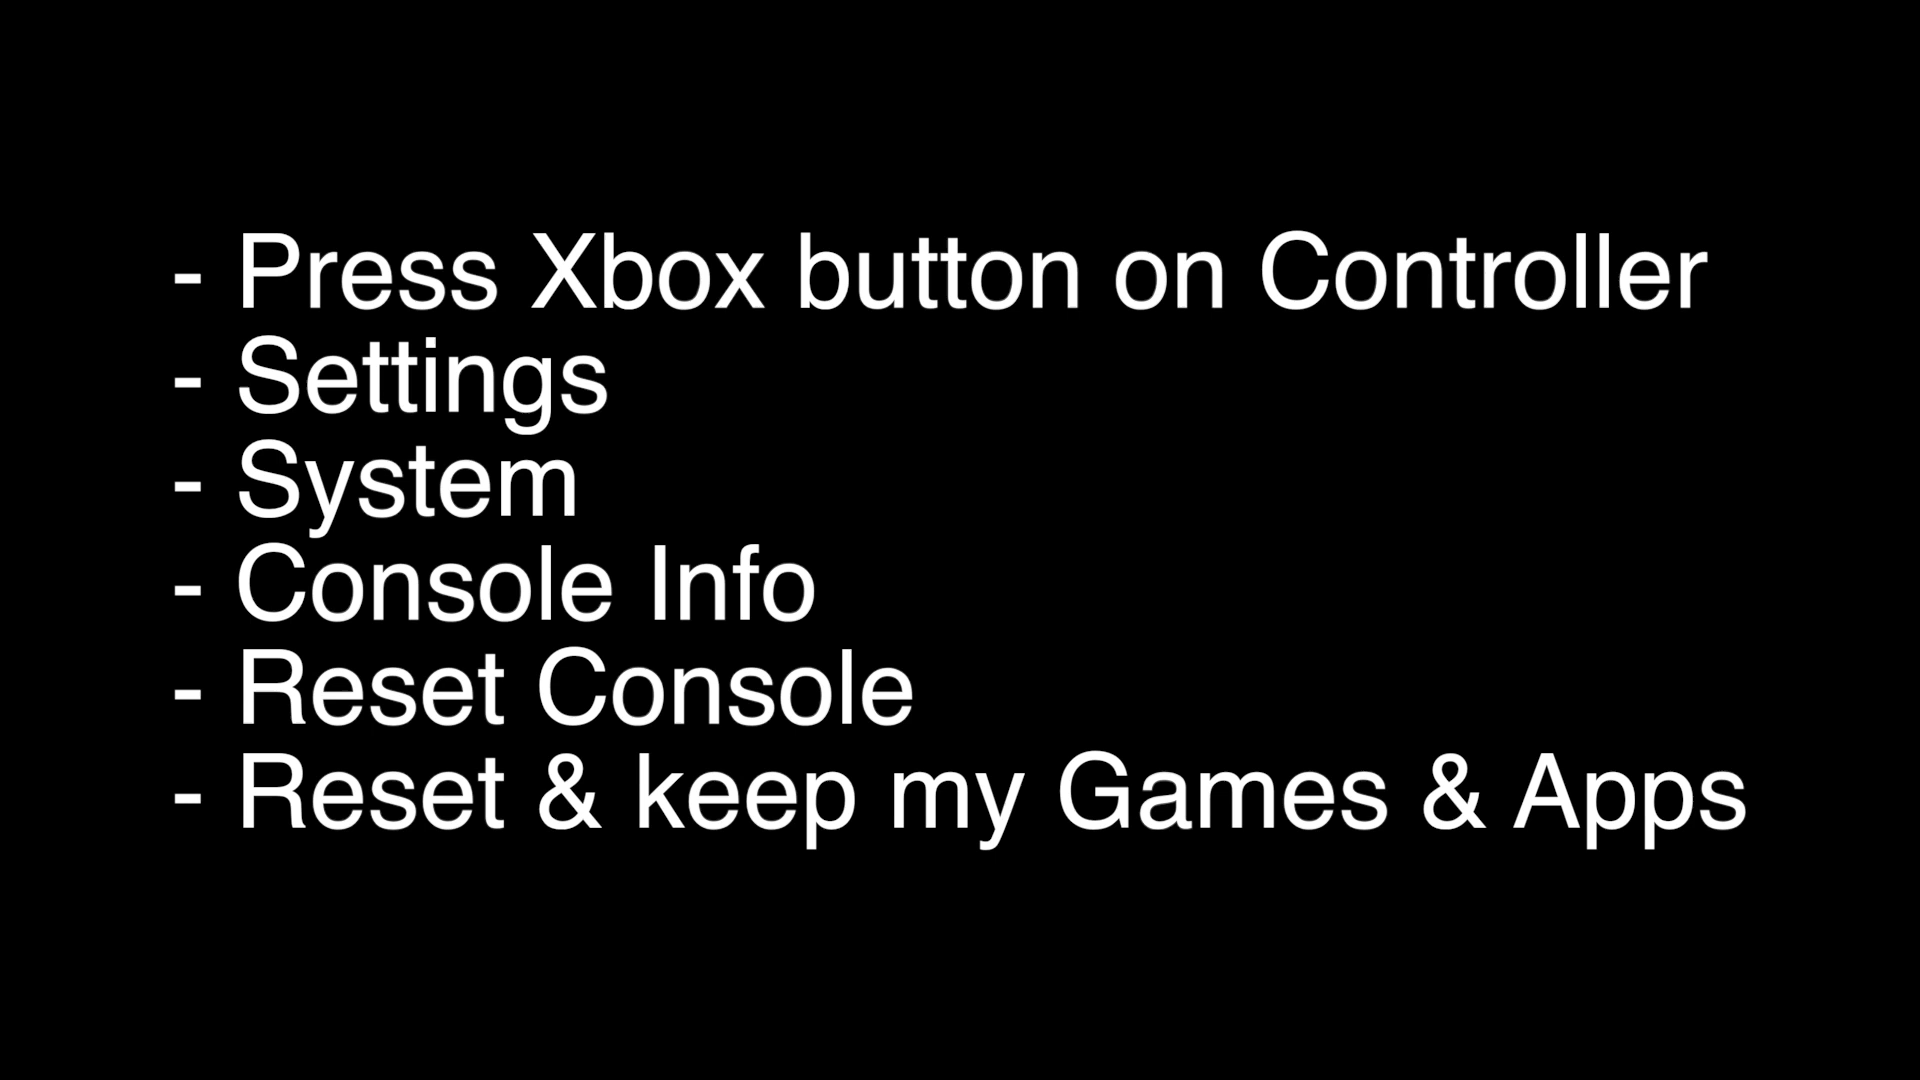 - Press Xbox button on Controller
- Settings
- System
- Console Info
- Reset Console
- Reset & keep my Games & Apps